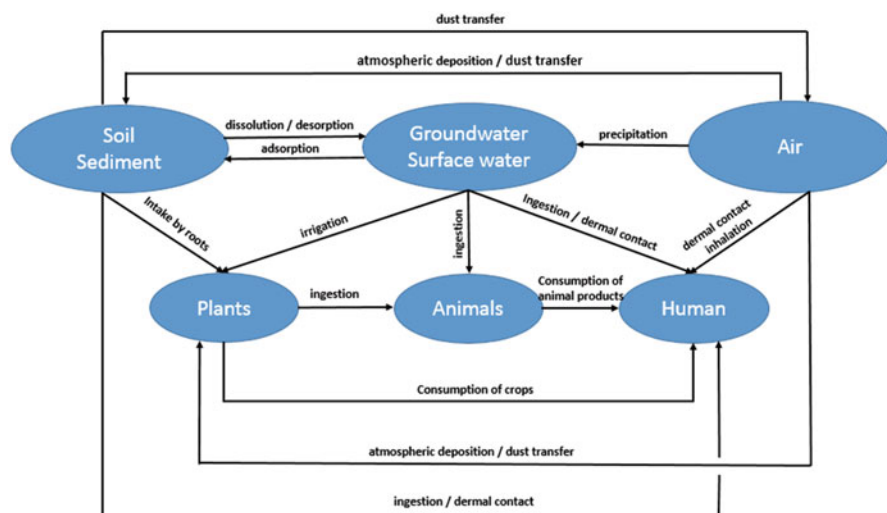 dust transfer
atmospheric deposition / dust transfer
Soil
Sediment
dissolution / desorption
adsorption
Groundwater
Surface water
precipitation
Air
Intake by roots
irrigation
ingestion
Ingestion / dermal contact
dermal contact
inhalation
Plants
ingestion
Animals
Consumption of
animal products
Human
Consumption of crops
atmospheric deposition / dust transfer
ingestion / dermal contact